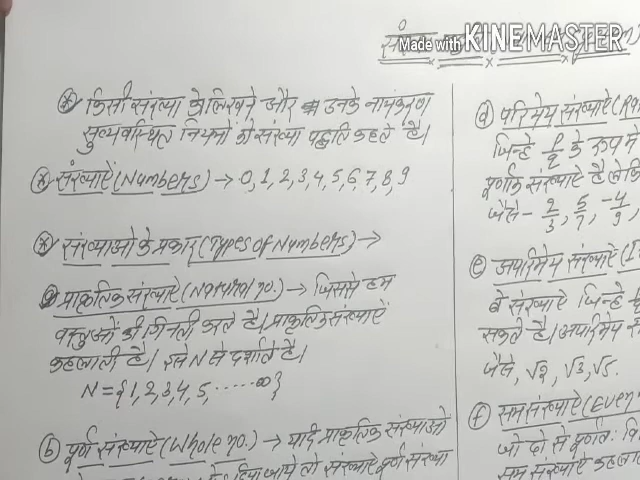 Made with KINEMASTER
* किसी संख्या को लिखने और उनके नामकरण
सुव्यवस्थित नियमों को संख्या पद्धति कहते है।
* संख्याऐं (Numbers) → 0,1,2,3,4,5,6,7,8,9
* संख्याओ के प्रकार (Types of Numbers) →
प्राकृतिक संख्याऐ (Natural no.) → जिससे हम
वस्तुओं की गिनती करते है। प्राकृतिक संख्याऐं
कहलाती है। इसे N से दर्शाते है।
N = {1, 2, 3, 4, 5, ...... ∞}
(b) पूर्ण संख्याऐ (Whole no.) → यदि प्राकृतिक संख्याओ
दिया जाये तो संख्याऐ पूर्ण संख्या
(d) परिमेय संख्याऐ
जिन्हे p/q के रूप में
पूर्णांक संख्याऐ है
जैसे - 2/3, 5/7, -4/9,
(e) अपरिमेय संख्याऐ
वे संख्याऐ जिन्हे
सकते है। अपरिमेय
जैसे, √2, √3, √5.
(f) सम संख्याऐ (Even
जो दो से पूर्णत:
सम संख्याऐ